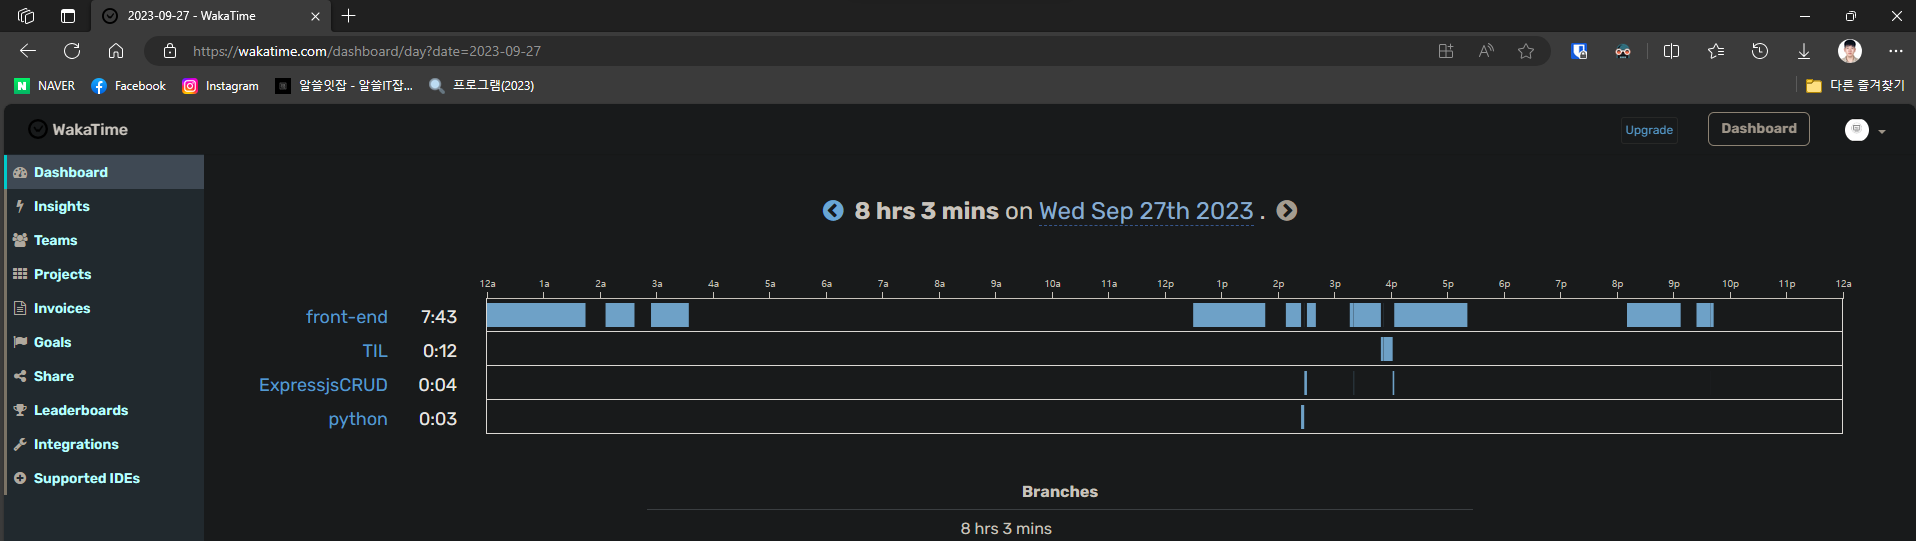 2023-09-27 - WakaTime
https://wakatime.com/dashboard/day?date=2023-09-27
NAVER Facebook Instagram 알쓸잇잡 - 알쓸IT잡... 프로그램(2023) 다른 즐겨찾기
WakaTime Upgrade Dashboard
Dashboard
Insights
Teams
Projects
Invoices
Goals
Share
Leaderboards
Integrations
Supported IDEs
8 hrs 3 mins on Wed Sep 27th 2023 .
12a 1a 2a 3a 4a 5a 6a 7a 8a 9a 10a 11a 12p 1p 2p 3p 4p 5p 6p 7p 8p 9p 10p 11p 12a
front-end 7:43
TIL 0:12
ExpressjsCRUD 0:04
python 0:03
Branches
8 hrs 3 mins